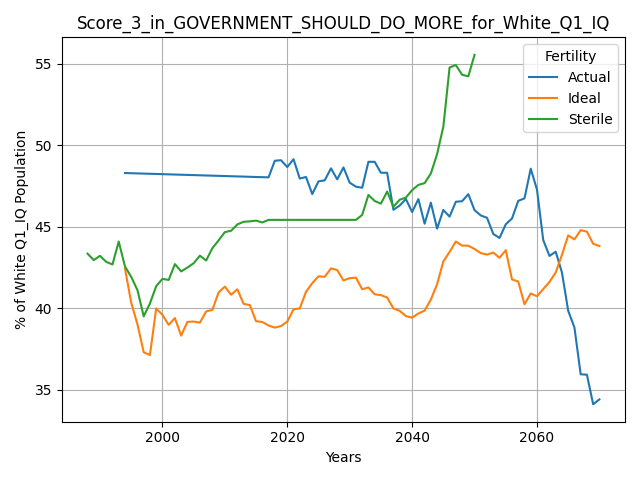 Score_3_in_GOVERNMENT_SHOULD_DO_MORE_for_White_Q1_IQ
% of White Q1_IQ Population
55
50
45
40
35
Fertility
Actual
Ideal
Sterile
2000
2020
2040
2060
Years